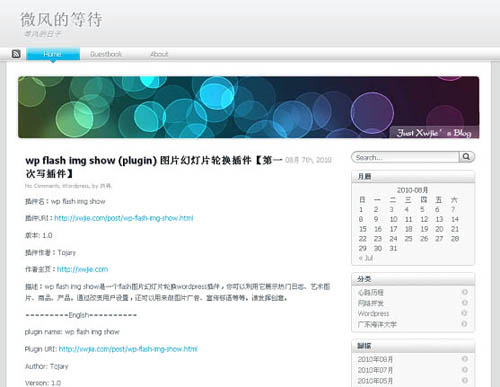 微风的等待
等风的日子
Home Guestbook About
Just Xwjie's Blog
wp flash img show (plugin) 图片幻灯片轮换插件【第一
次写插件】
08月 7th, 2010
No Comments, Wordpress, by
插件名：wp flash img show
插件URI：http://xwjie.com/post/wp-flash-img-show.html
版本: 1.0
插件作者：Tojary
作者主页：http://xwjie.com
描述：wp flash img show是一个flash图片幻灯片轮换wordpress插件，你可以利用它展示热门日志、艺术图
片、商品、产品。通过改变用户设置，还可以用来做图片广告、宣传标语等等。请发挥创意。
---------English----------
plugin name: wp flash img show
Plugin URI: http://xwjie.com/post/wp-flash-img-show.html
Author: Tojary
Version: 1.0
Search...
月历
2010-08月
日 一 二 三 四 五 六
1 2 3 4 5 6 7
8 9 10 11 12 13 14
15 16 17 18 19 20 21
22 23 24 25 26 27 28
29 30 31
« Jul
分类
心路历程
网络研发
Wordpress
广东海洋大学
2010年08月
2010年07月
2010年05月